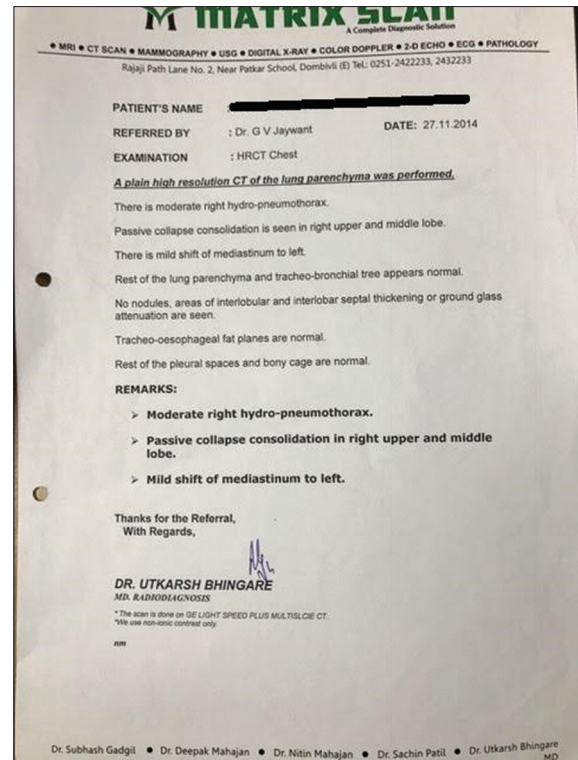 MATRIX SCAN
A Complete Diagnostic Solution
● MRI ● CT SCAN ● MAMMOGRAPHY ● USG ● DIGITAL X-RAY ● COLOR DOPPLER ● 2-D ECHO ● ECG ● PATHOLOGY
Rajaji Path Lane No. 2, Near Patkar School, Dombivli (E) Tel.: 0251-2422233, 2432233
PATIENT'S NAME :
REFERRED BY : Dr. G V Jaywant DATE: 27.11.2014
EXAMINATION : HRCT Chest
A plain high resolution CT of the lung parenchyma was performed.
There is moderate right hydro-pneumothorax.
Passive collapse consolidation is seen in right upper and middle lobe.
There is mild shift of mediastinum to left.
Rest of the lung parenchyma and tracheo-bronchial tree appears normal.
No nodules, areas of interlobular and interlobar septal thickening or ground glass
attenuation are seen.
Tracheo-oesophageal fat planes are normal.
Rest of the pleural spaces and bony cage are normal.
REMARKS:
➢ Moderate right hydro-pneumothorax.
➢ Passive collapse consolidation in right upper and middle
lobe.
➢ Mild shift of mediastinum to left.
Thanks for the Referral,
With Regards,
DR. UTKARSH BHINGARE
MD. RADIODIAGNOSIS
* The scan is done on GE LIGHT SPEED PLUS MULTISLCIE CT.
*We use non-ionic contrast only.
nm
Dr. Subhash Gadgil ● Dr. Deepak Mahajan ● Dr. Nitin Mahajan ● Dr. Sachin Patil ● Dr. Utkarsh Bhingare
MD